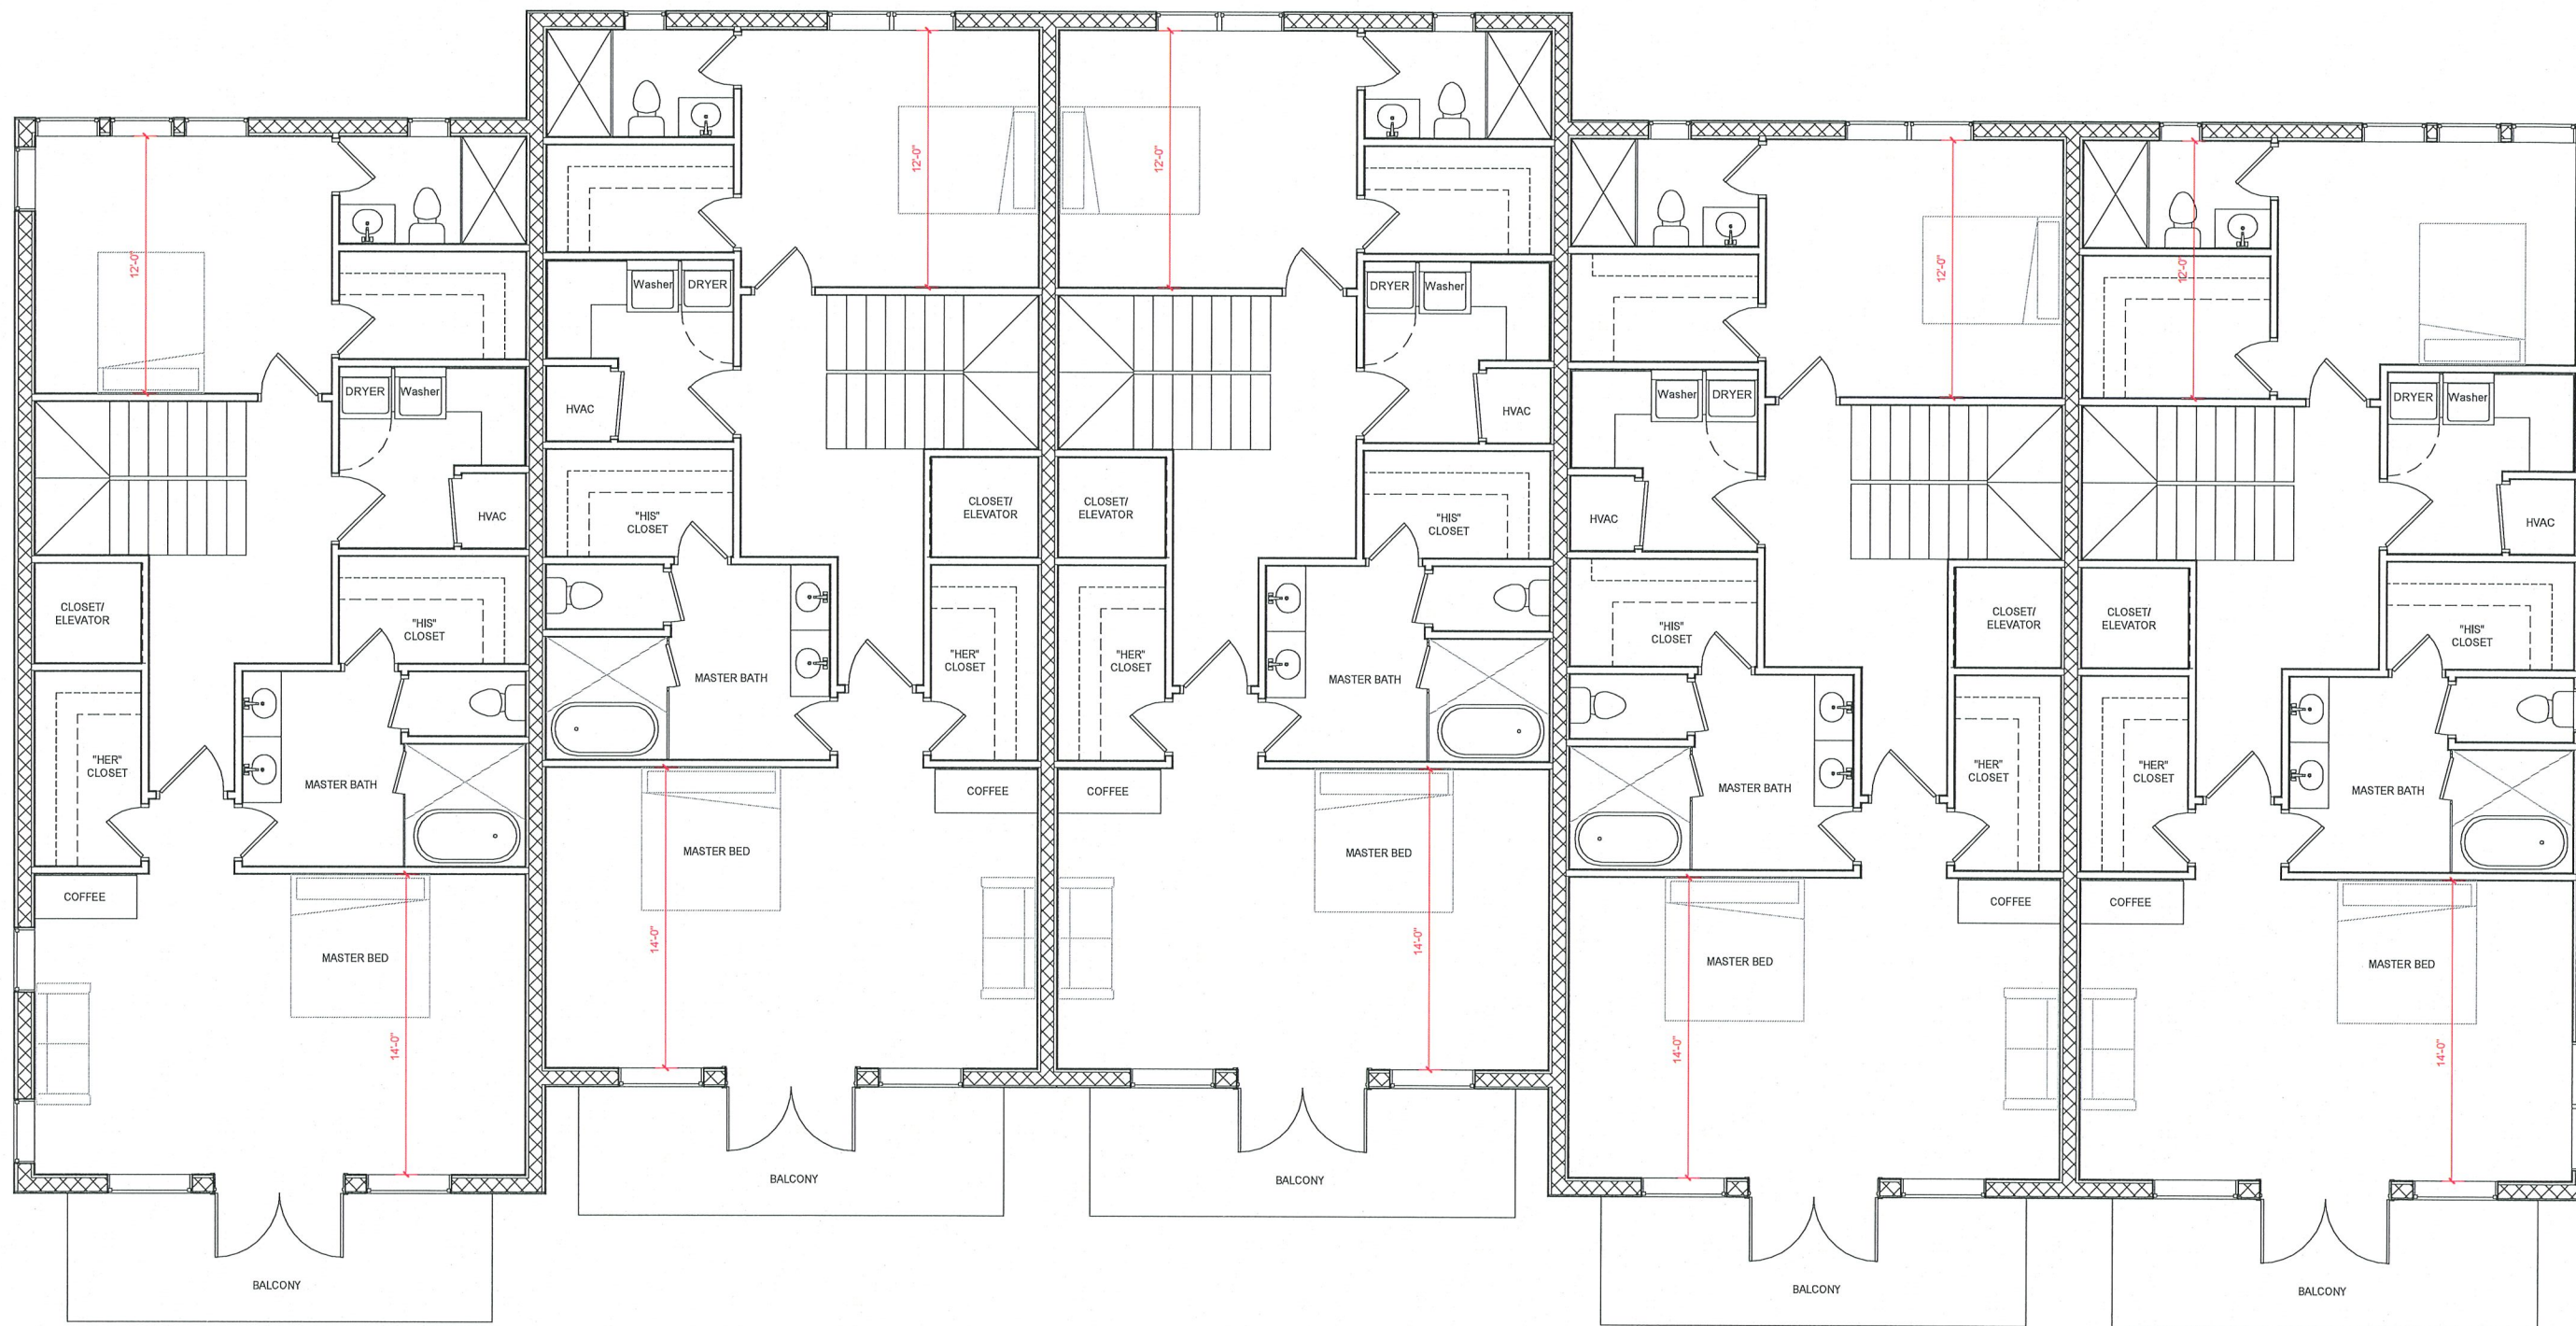 12'-0"
12'-0"
12'-0"
12'-0"
12'-0"
Washer
DRYER
DRYER
Washer
DRYER
Washer
Washer
DRYER
DRYER
Washer
HVAC
HVAC
HVAC
HVAC
HVAC
CLOSET/
ELEVATOR
CLOSET/
ELEVATOR
"HIS"
CLOSET
"HIS"
CLOSET
CLOSET/
ELEVATOR
"HIS"
CLOSET
"HIS"
CLOSET
CLOSET/
ELEVATOR
CLOSET/
ELEVATOR
"HIS"
CLOSET
"HER"
CLOSET
MASTER BATH
MASTER BATH
"HER"
CLOSET
"HER"
CLOSET
MASTER BATH
MASTER BATH
"HER"
CLOSET
"HER"
CLOSET
MASTER BATH
COFFEE
COFFEE
COFFEE
COFFEE
COFFEE
MASTER BED
MASTER BED
MASTER BED
MASTER BED
MASTER BED
14'-0"
14'-0"
14'-0"
14'-0"
14'-0"
BALCONY
BALCONY
BALCONY
BALCONY
BALCONY